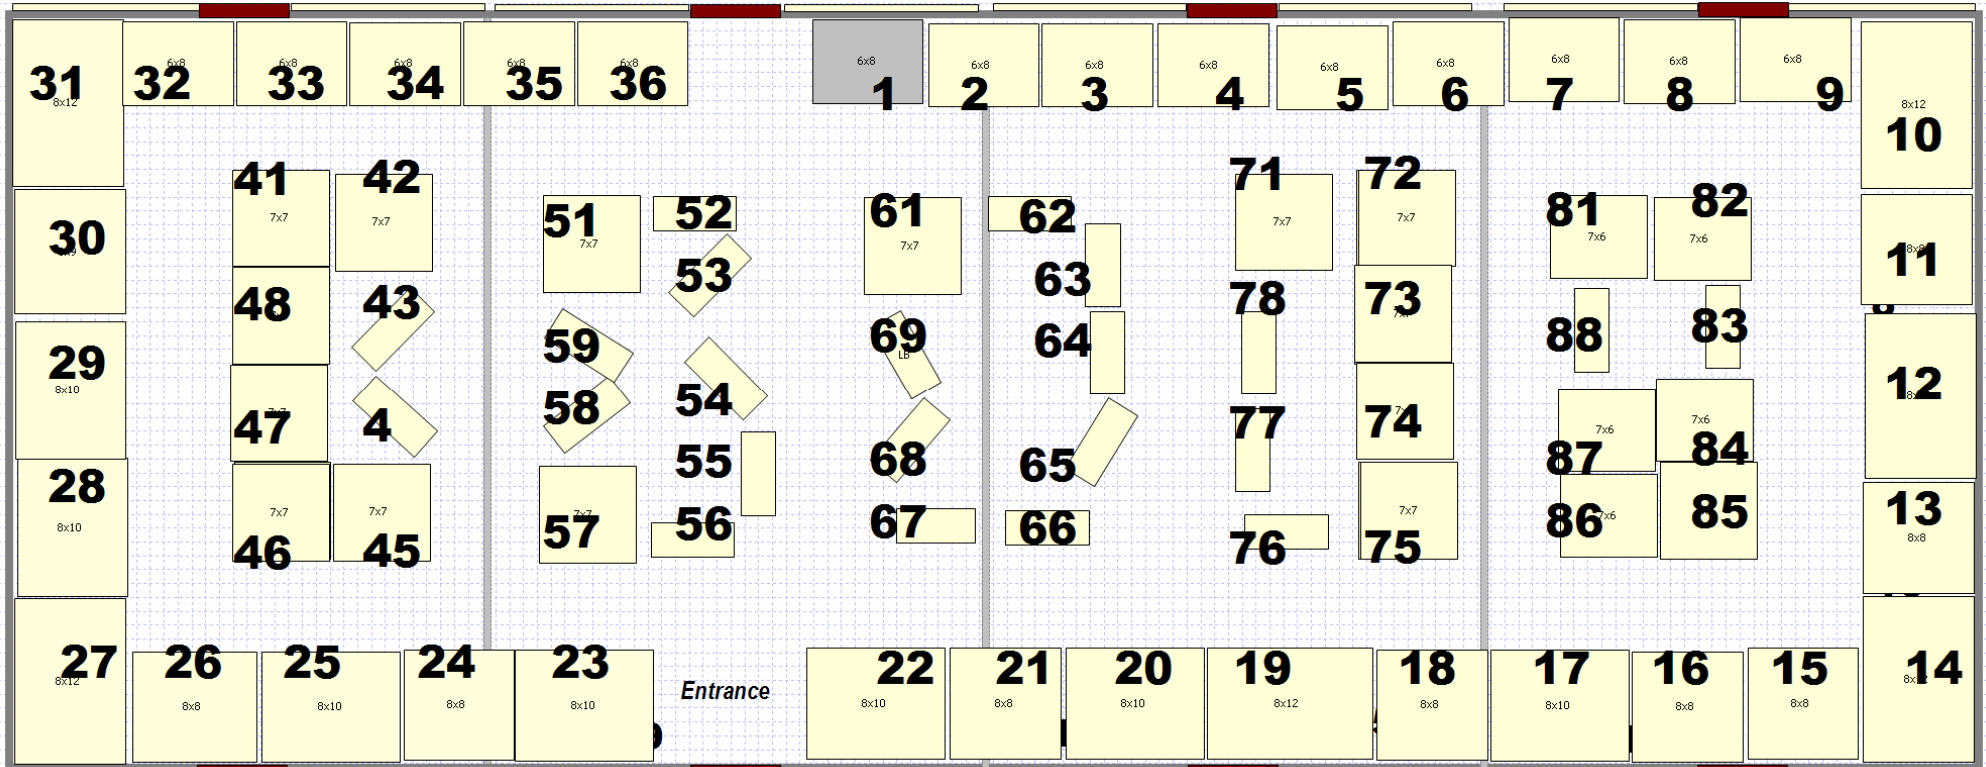 31 32 33 34 35 36 1 2 3 4 5 6 7 8 9 10
8x12 6x8 6x8 6x8 6x8 6x8 6x8 6x8 6x8 6x8 6x8 6x8 6x8 6x8 6x8 8x12
41 42 51 52 61 62 71 72 81 82
7x7 7x7 7x7 7x7 7x7 7x7 7x6 7x6
30 11
48 43 53 63 78 73 88 83
59 69 64
LB
29 12
8x10
47 4 58 54 77 74 87 84
7x6 7x6
28 55 68 65 13
8x10 8x8
46 45 57 56 67 66 76 75 86 85
7x7 7x7 7x7 7x7 7x6
27 26 25 24 23 22 21 20 19 18 17 16 15 14
Entrance
8x12 8x8 8x10 8x8 8x10 8x10 8x8 8x10 8x12 8x8 8x10 8x8 8x8